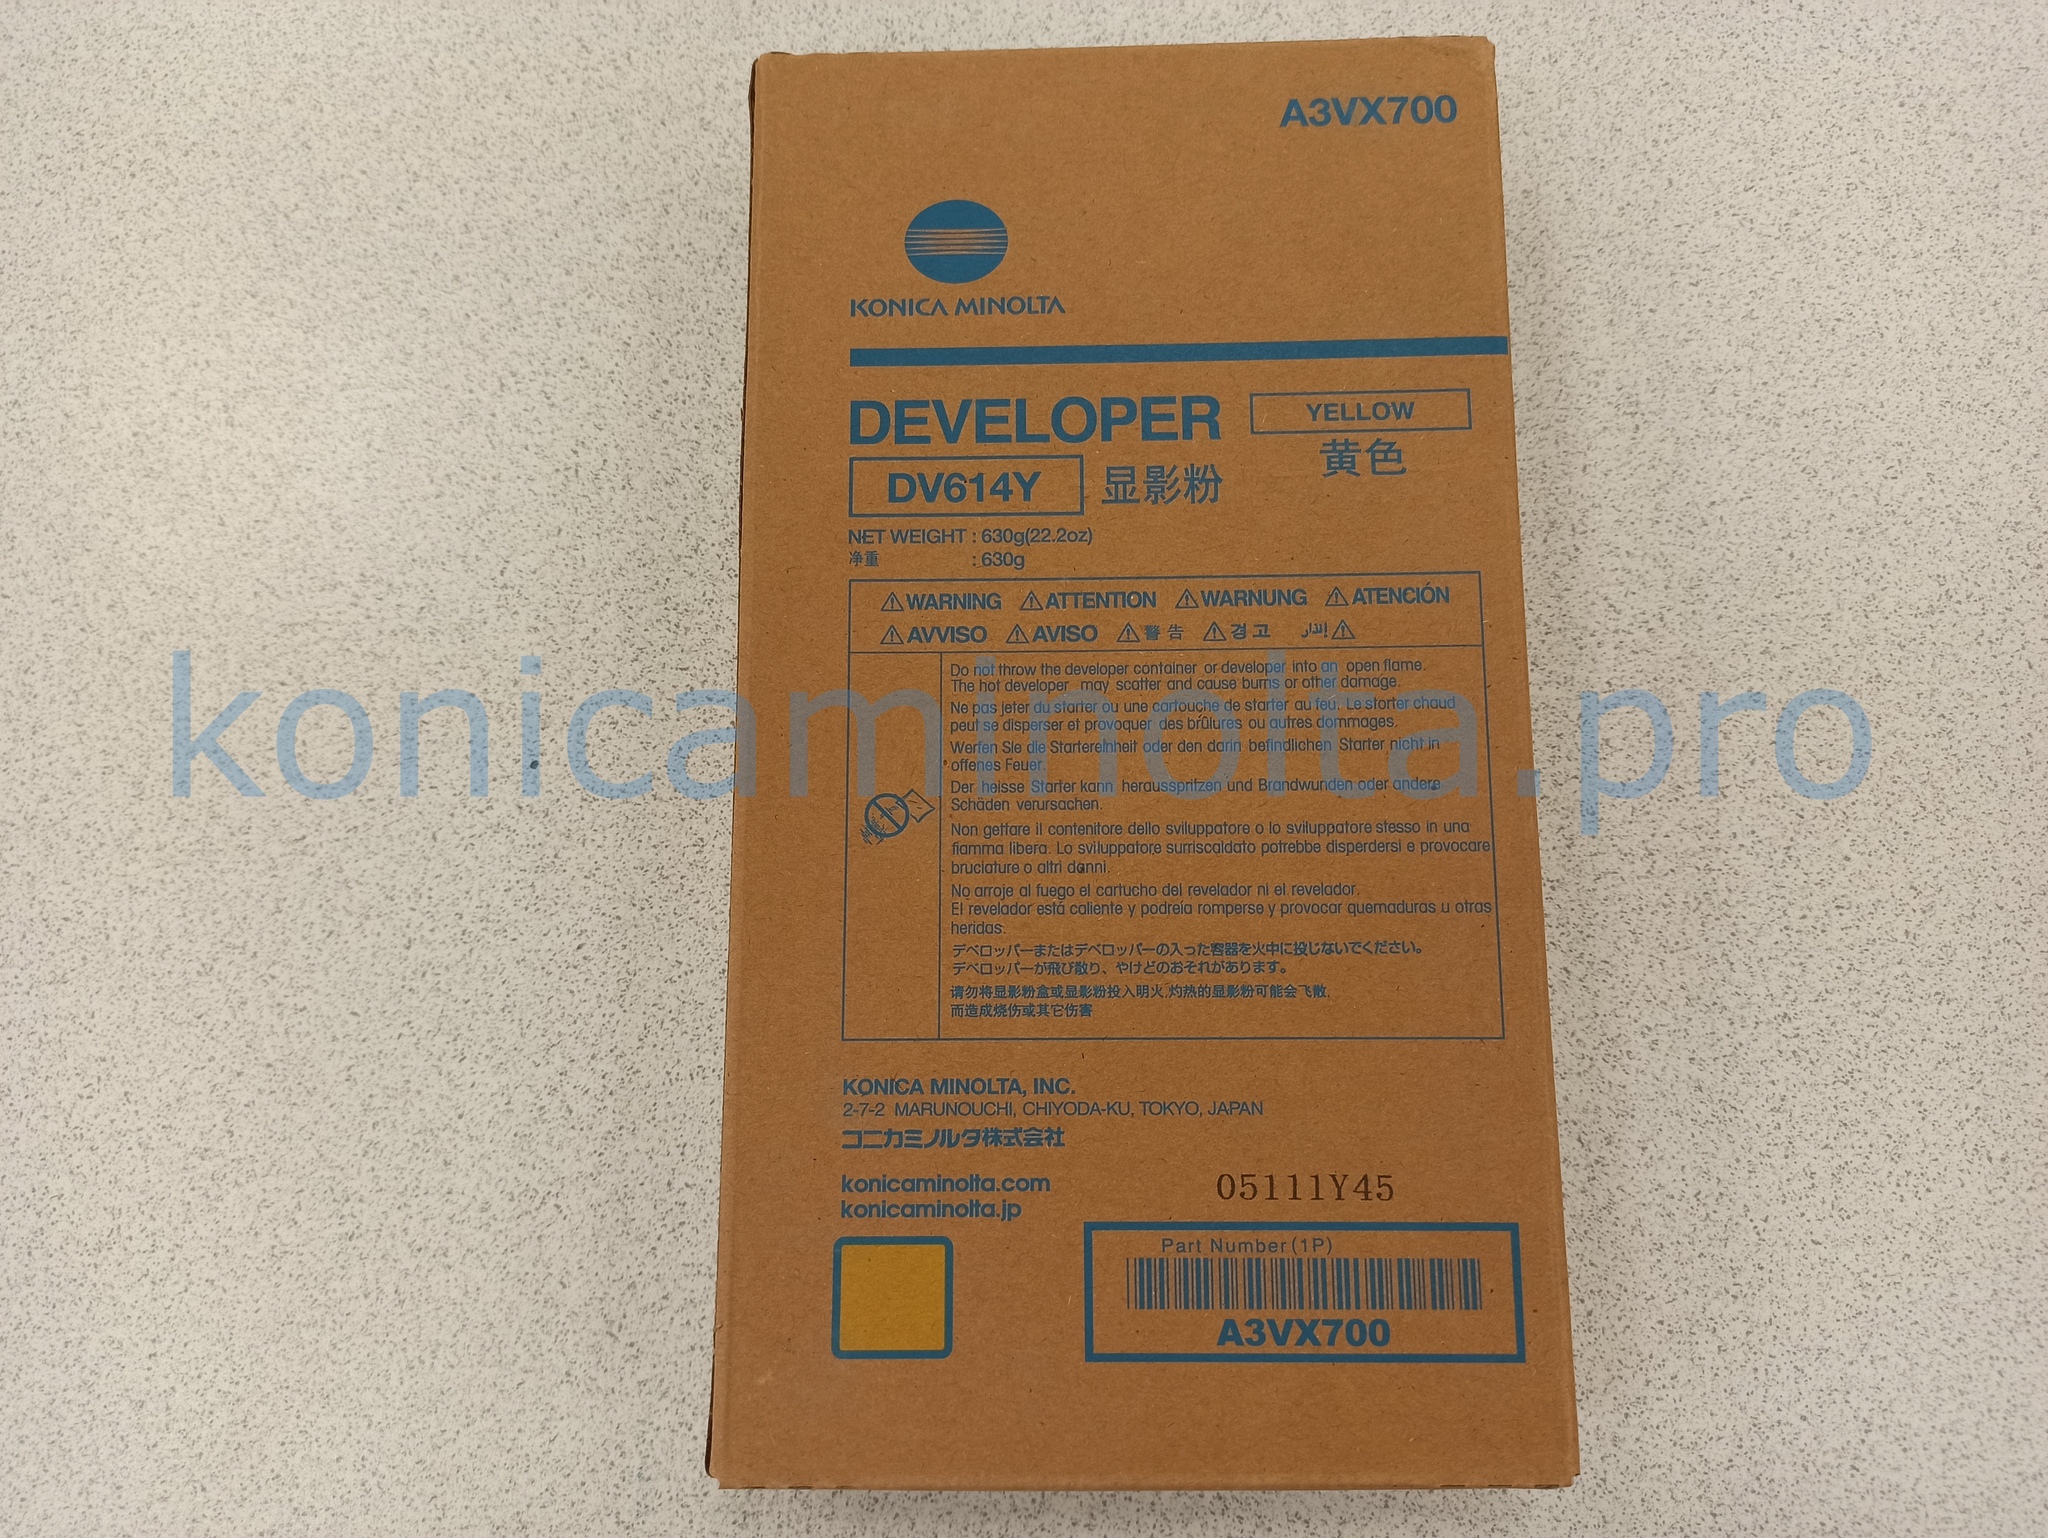 A3VX700
KONICA MINOLTA
DEVELOPER
YELLOW
黄色
DV614Y 显影粉
NET WEIGHT : 630g(22.2oz)
净重 : 630g
WARNING ATTENTION WARNUNG ATENCIÓN
AVVISO AVISO 警告 경고 إنذار
Do not throw the developer container or developer into an open flame.
The hot developer may scatter and cause burns or other damage.
Ne pas jeter du starter ou une cartouche de starter au feu. Le starter chaud
peut se disperser et provoquer des brûlures ou autres dommages.
Werfen Sie die Startereinheit oder den darin befindlichen Starter nicht in
offenes Feuer.
Der heisse Starter kann herausspritzen und Brandwunden oder andere
Schäden verursachen.
Non gettare il contenitore dello sviluppatore o lo sviluppatore stesso in una
fiamma libera. Lo sviluppatore surriscaldato potrebbe disperdersi e provocare
bruciature o altri danni.
No arroje al fuego el cartucho del revelador ni el revelador.
El revelador está caliente y podreía romperse y provocar quemaduras u otras
heridas.
デベロッパーまたはデベロッパーの入った容器を火中に投じないでください。
デベロッパーが飛び散り、やけどのおそれがあります。
请勿将显影粉盒或显影粉投入明火,灼热的显影粉可能会飞散,
而造成烧伤或其它伤害
konicaminolta.pro
KONICA MINOLTA, INC.
2-7-2 MARUNOUCHI, CHIYODA-KU, TOKYO, JAPAN
コニカミノルタ株式会社
konicaminolta.com
konicaminolta.jp
05111Y45
Part Number (1P)
A3VX700